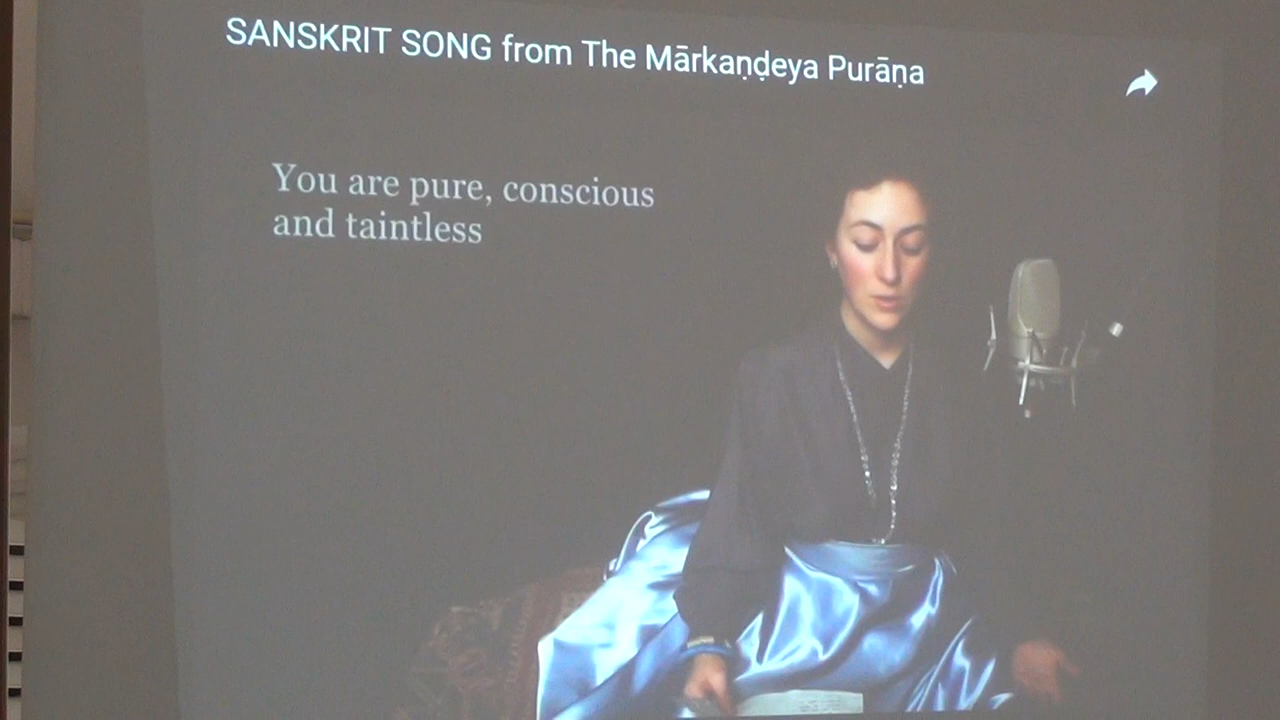 SANSKRIT SONG from The Mārkaṇḍeya Purāṇa
You are pure, conscious
and taintless